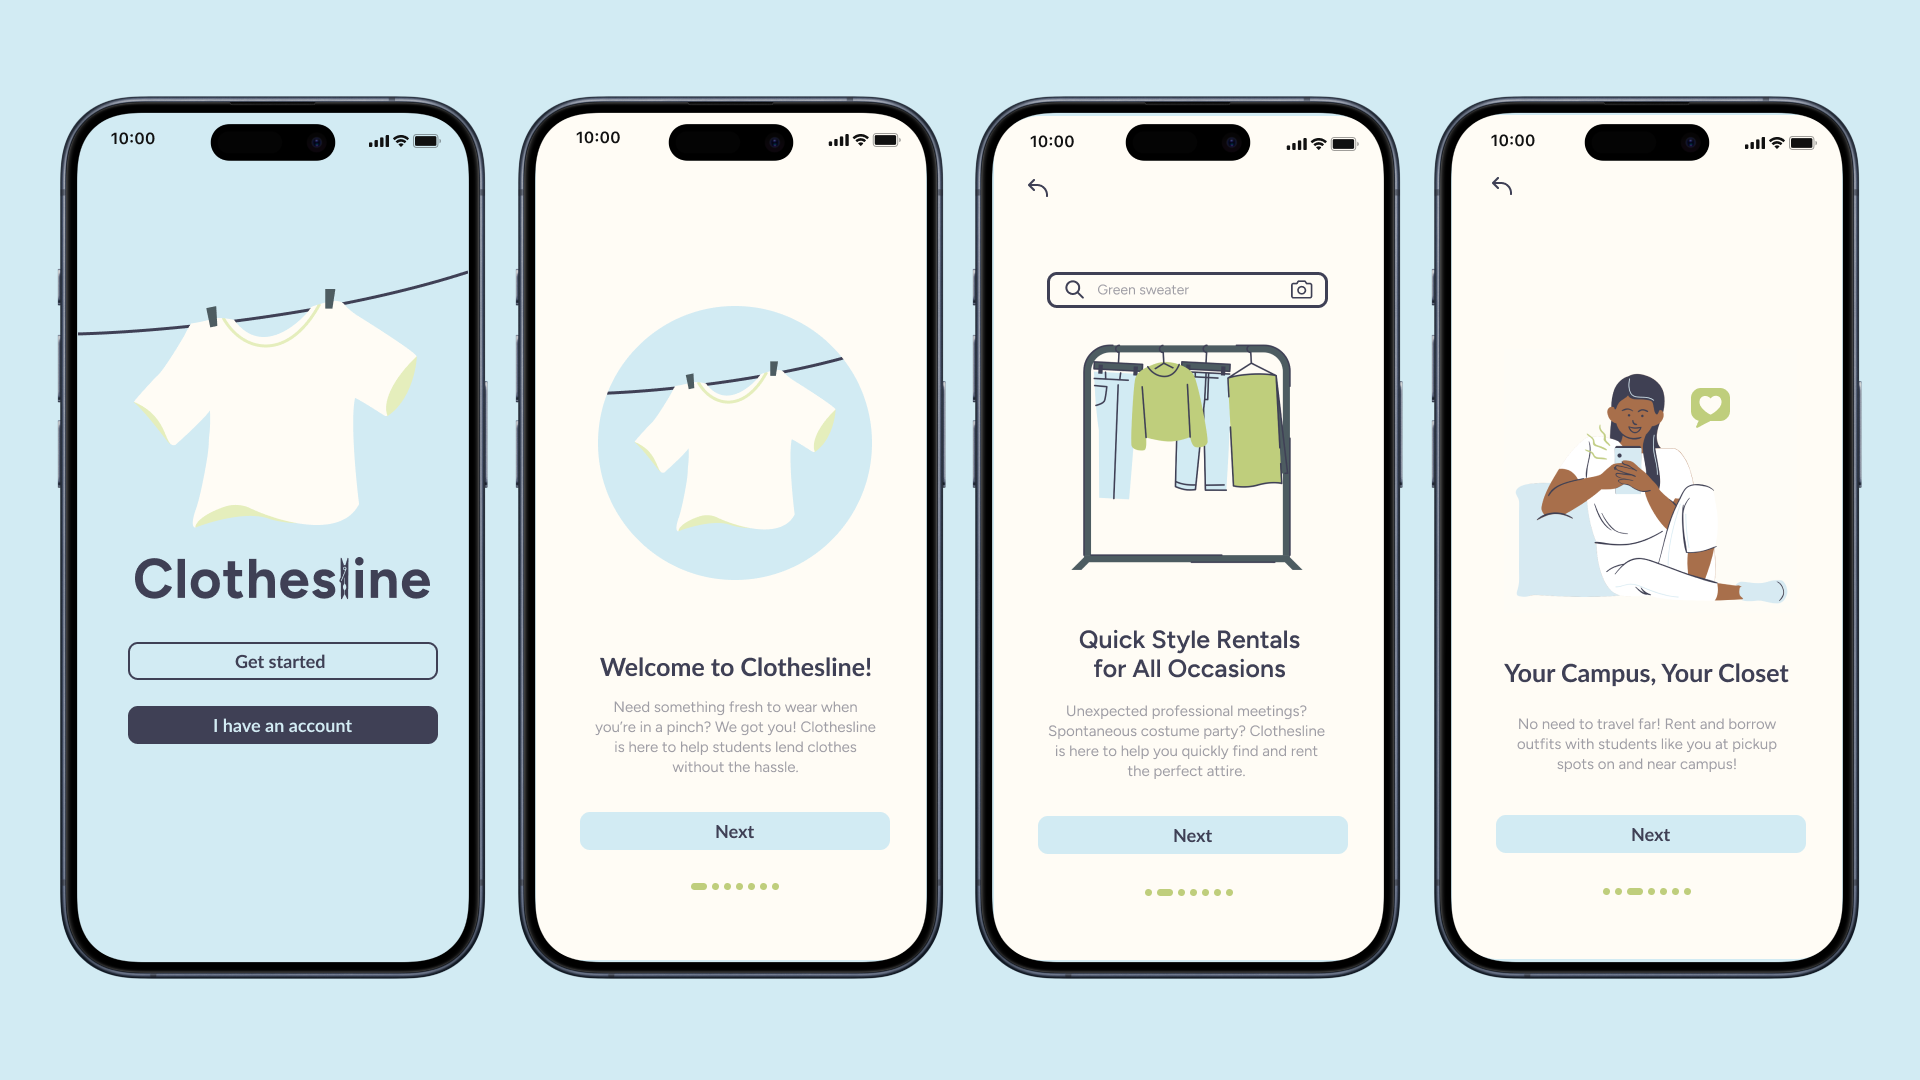 10:00
Clothesline
Get started
I have an account
10:00
Welcome to Clothesline!
Need something fresh to wear when
you're in a pinch? We got you! Clothesline
is here to help students lend clothes
without the hassle.
Next
10:00
Green sweater
Quick Style Rentals
for All Occasions
Unexpected professional meetings?
Spontaneous costume party? Clothesline
is here to help you quickly find and rent
the perfect attire.
Next
10:00
Your Campus, Your Closet
No need to travel far! Rent and borrow
outfits with students like you at pickup
spots on and near campus!
Next